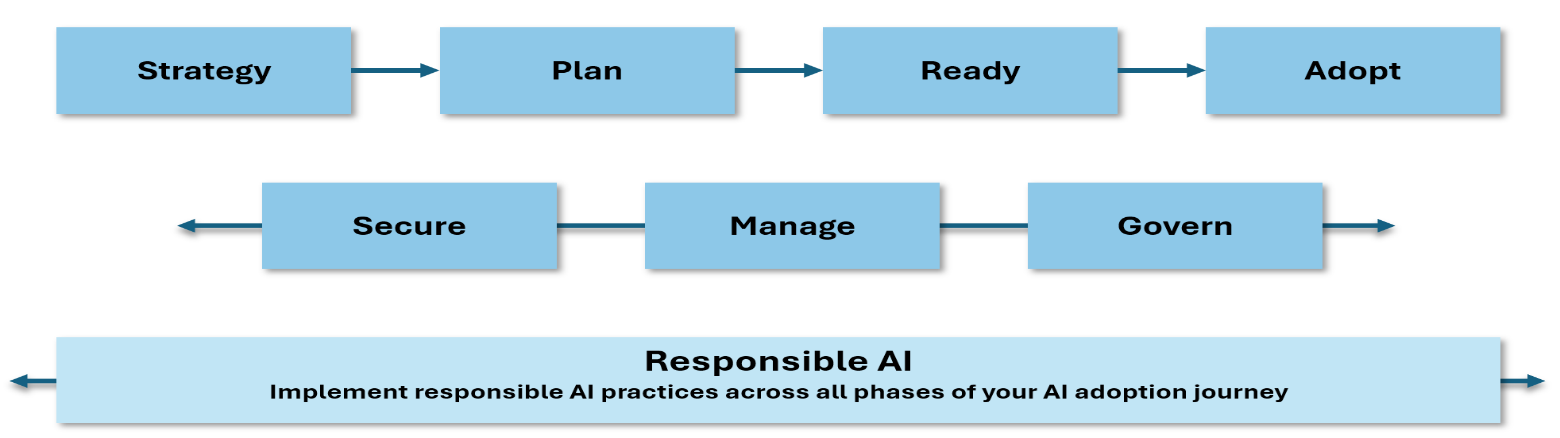 Strategy
Plan
Ready
Adopt
Secure
Manage
Govern
Responsible AI
Implement responsible AI practices across all phases of your AI adoption journey